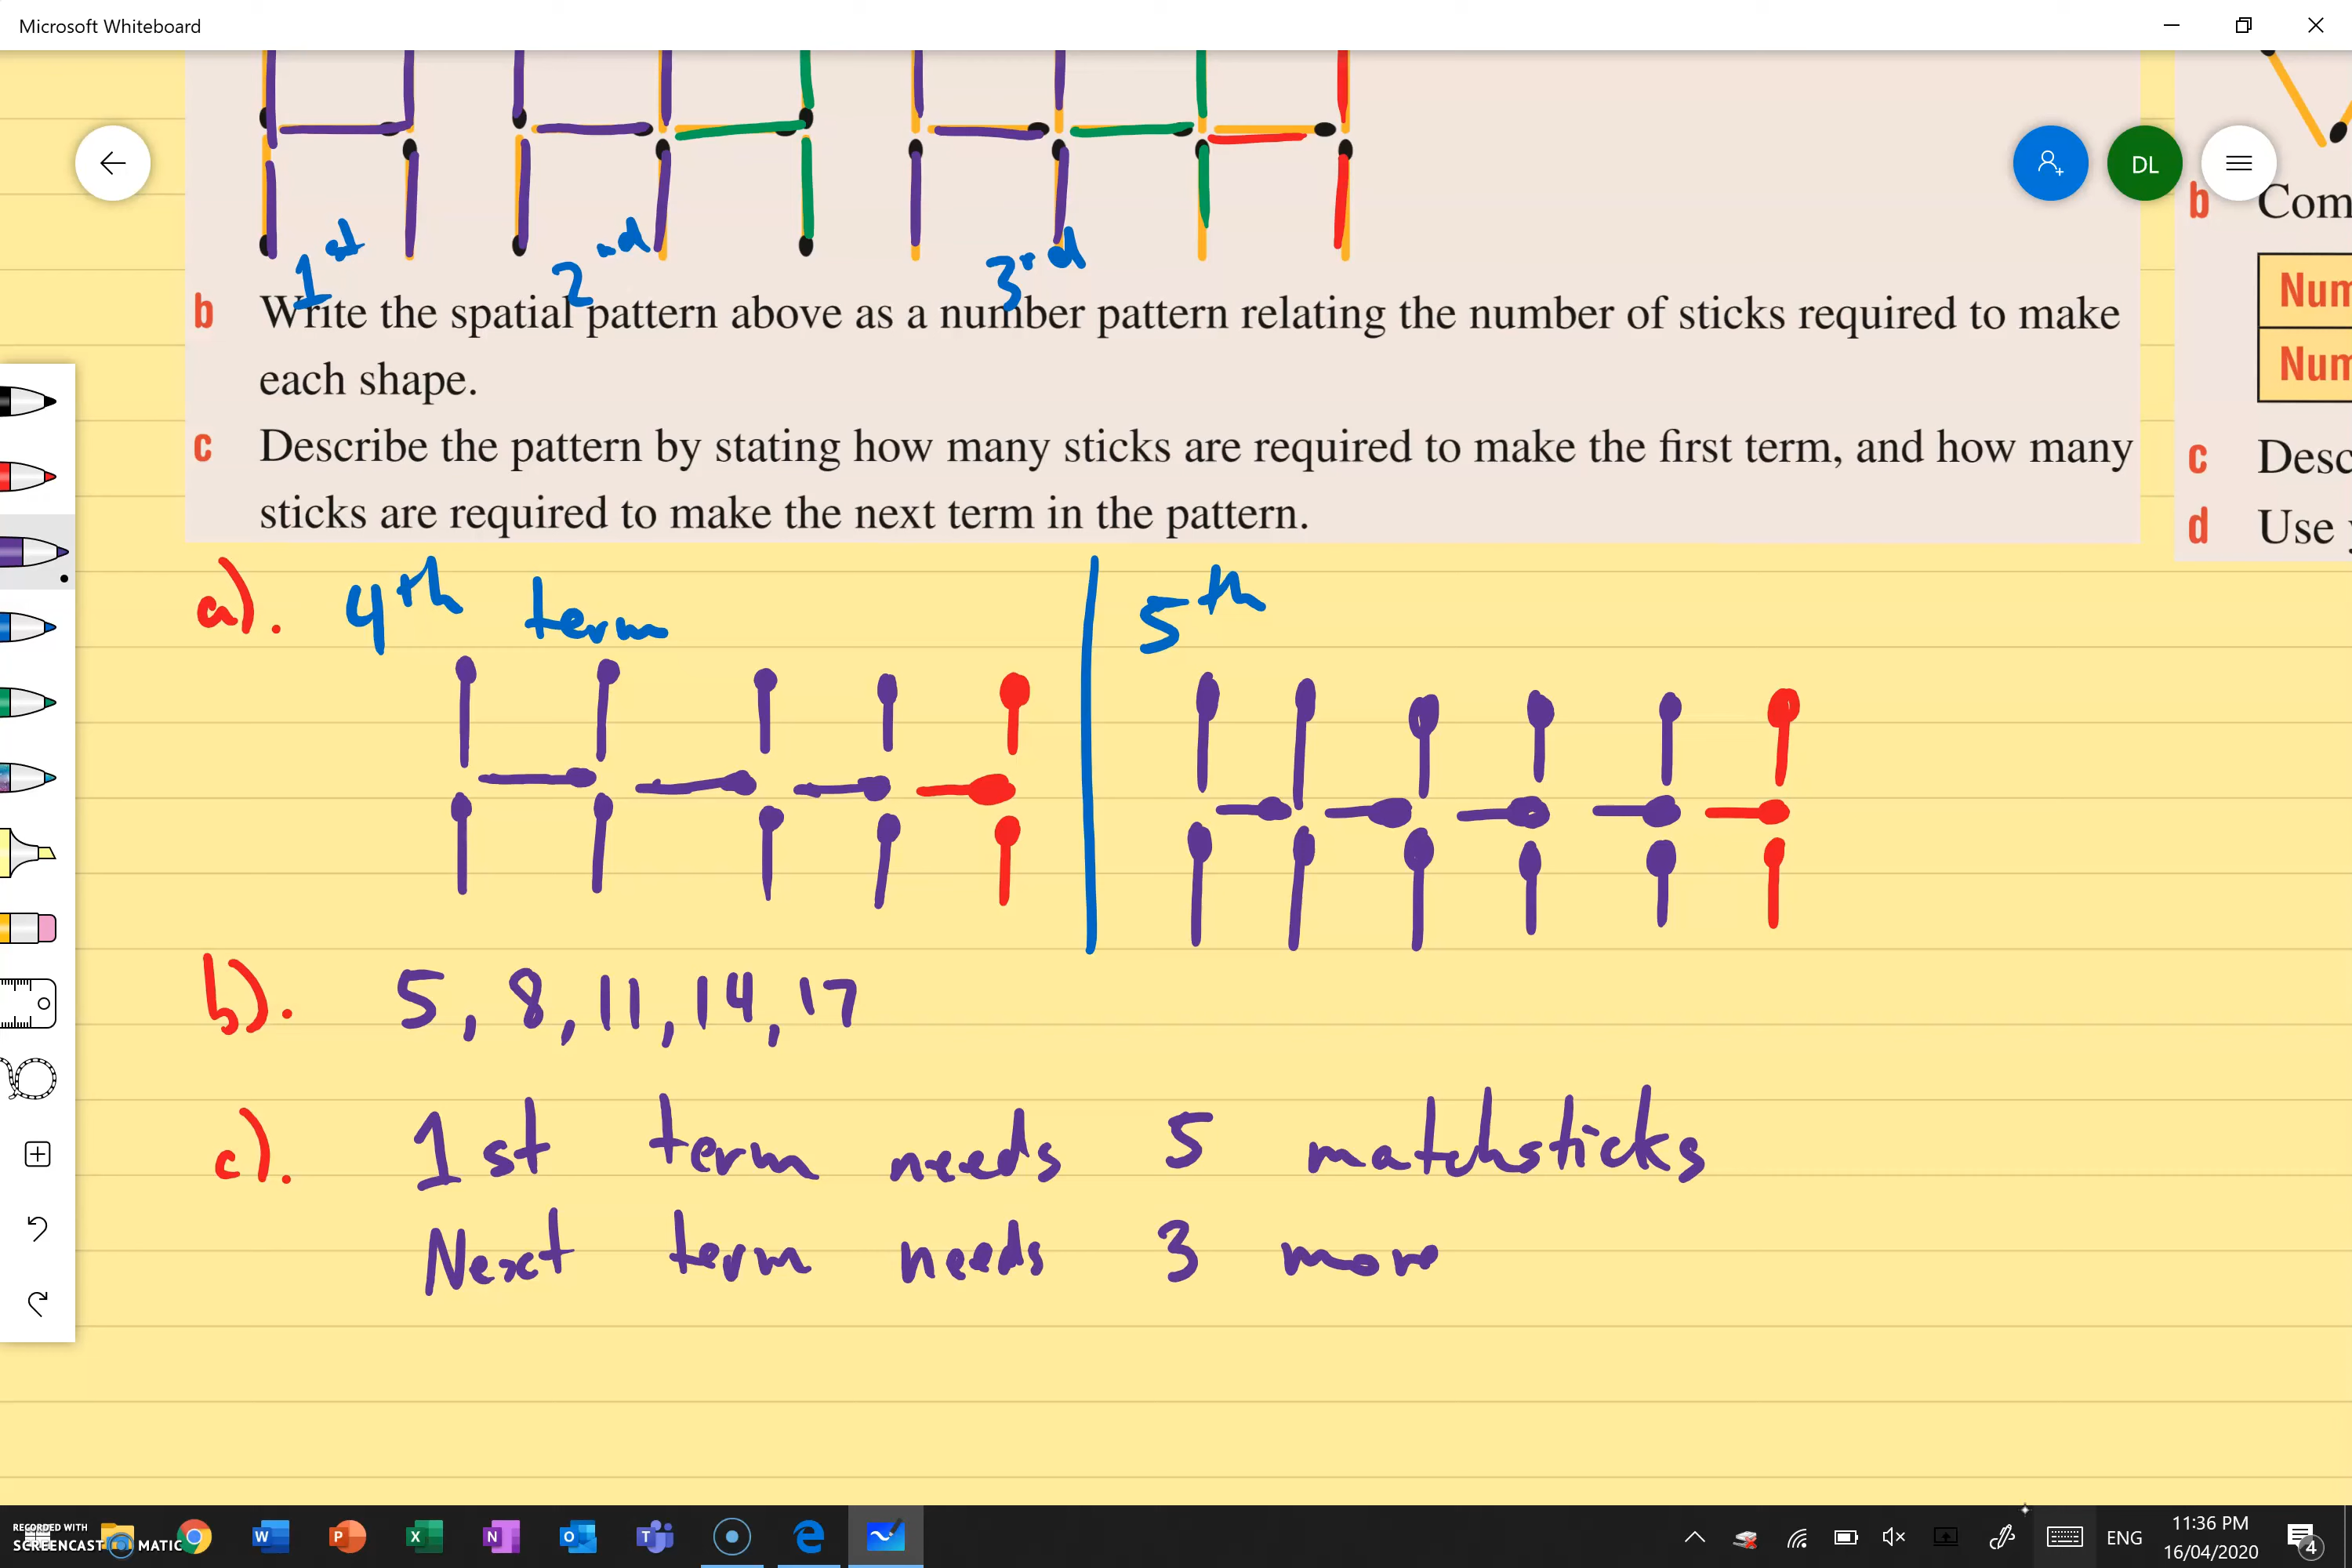 Microsoft Whiteboard
DL
1st
2nd
3rd
b Write the spatial pattern above as a number pattern relating the number of sticks required to make
each shape.
c Describe the pattern by stating how many sticks are required to make the first term, and how many
sticks are required to make the next term in the pattern.
b Com
Num
Num
c Desc
d Use y
a). 4th term
5th
b). 5, 8, 11, 14, 17
c). 1st term needs 5 matchsticks
Next term needs 3 more
RECORDED WITH
SCREENCAST MATIC
W
P
X
N
O
T
ENG
11:36 PM
16/04/2020
4